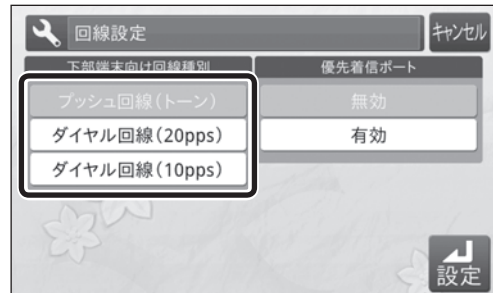 回線設定
キャンセル
下部端末向け回線種別
優先着信ポート
プッシュ回線（トーン）
無効
ダイヤル回線（20pps）
有効
ダイヤル回線（10pps）
設定